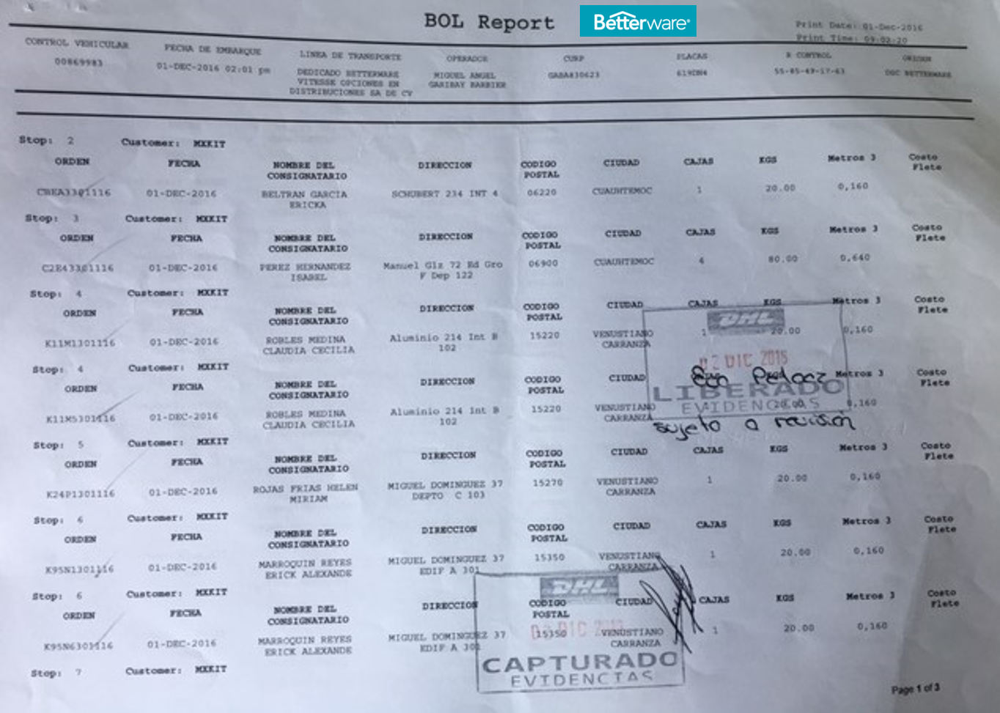 BOL Report
Betterware
Print Date: 01-Dec-2016
Print Time: 09:02:20
CONTROL VEHICULAR FECHA DE EMBARQUE LINEA DE TRANSPORTE OPERADOR CURP PLACAS R CONTROL ORIGEN
00869983 01-DEC-2016 02:01 pm DEDICADO BETTERWARE MIGUEL ANGEL GABA830623 619DN4 55-85-49-17-63 DGC BETTERWARE
VITESSE OPCIONES EN GARIBAY BARBIER
DISTRIBUCIONES SA DE CV
Stop: 2 Customer: MXKIT
ORDEN FECHA NOMBRE DEL DIRECCION CODIGO CIUDAD CAJAS KGS Metros 3 Costo
CONSIGNATARIO POSTAL Flete
CBEA3301116 01-DEC-2016 BELTRAN GARCIA SCHUBERT 234 INT 4 06220 CUAUHTEMOC 1 20.00 0,160
ERICKA
Stop: 3 Customer: MXKIT
ORDEN FECHA NOMBRE DEL DIRECCION CODIGO CIUDAD CAJAS KGS Metros 3 Costo
CONSIGNATARIO POSTAL Flete
C2E43301116 01-DEC-2016 PEREZ HERNANDEZ Manuel Glz 72 Ed Gro 06900 CUAUHTEMOC 4 80.00 0,640
ISABEL F Dep 122
Stop: 4 Customer: MXKIT
ORDEN FECHA NOMBRE DEL DIRECCION CODIGO CIUDAD CAJAS KGS Metros 3 Costo
CONSIGNATARIO POSTAL Flete
DHL
K11M1301116 01-DEC-2016 ROBLES MEDINA Aluminio 214 Int B 15220 VENUSTIANO 1 20.00 0,160
CLAUDIA CECILIA 102 CARRANZA
02 DIC 2016
Stop: 4 Customer: MXKIT
ORDEN FECHA NOMBRE DEL DIRECCION CODIGO CIUDAD Metros 3 Costo
CONSIGNATARIO POSTAL Flete
LIBERADO
EVIDENCIAS
K11M5301116 01-DEC-2016 ROBLES MEDINA Aluminio 214 Int B 15220 VENUSTIANO 20.00 0,160
CLAUDIA CECILIA 102 CARRANZA
sujeto a revisión
Stop: 5 Customer: MXKIT
ORDEN FECHA NOMBRE DEL DIRECCION CODIGO CIUDAD CAJAS KGS Metros 3 Costo
CONSIGNATARIO POSTAL Flete
K24P1301116 01-DEC-2016 ROJAS FRIAS HELEN MIGUEL DOMINGUEZ 37 15270 VENUSTIANO 1 20.00 0,160
MIRIAM DEPTO C 103 CARRANZA
Stop: 6 Customer: MXKIT
ORDEN FECHA NOMBRE DEL DIRECCION CODIGO CIUDAD CAJAS KGS Metros 3 Costo
CONSIGNATARIO POSTAL Flete
K95N1301116 01-DEC-2016 MARROQUIN REYES MIGUEL DOMINGUEZ 37 15350 VENUSTIANO 1 20.00 0,160
ERICK ALEXANDE EDIF A 301 CARRANZA
DHL
Stop: 6 Customer: MXKIT
ORDEN FECHA NOMBRE DEL DIRECCION CODIGO CIUDAD CAJAS KGS Metros 3 Costo
CONSIGNATARIO POSTAL Flete
K95N6301116 01-DEC-2016 MARROQUIN REYES MIGUEL DOMINGUEZ 37 15350 VENUSTIANO 1 20.00 0,160
ERICK ALEXANDE EDIF A 301 CARRANZA
CAPTURADO
EVIDENCIAS
Stop: 7 Customer: MXKIT
Page 1 of 3